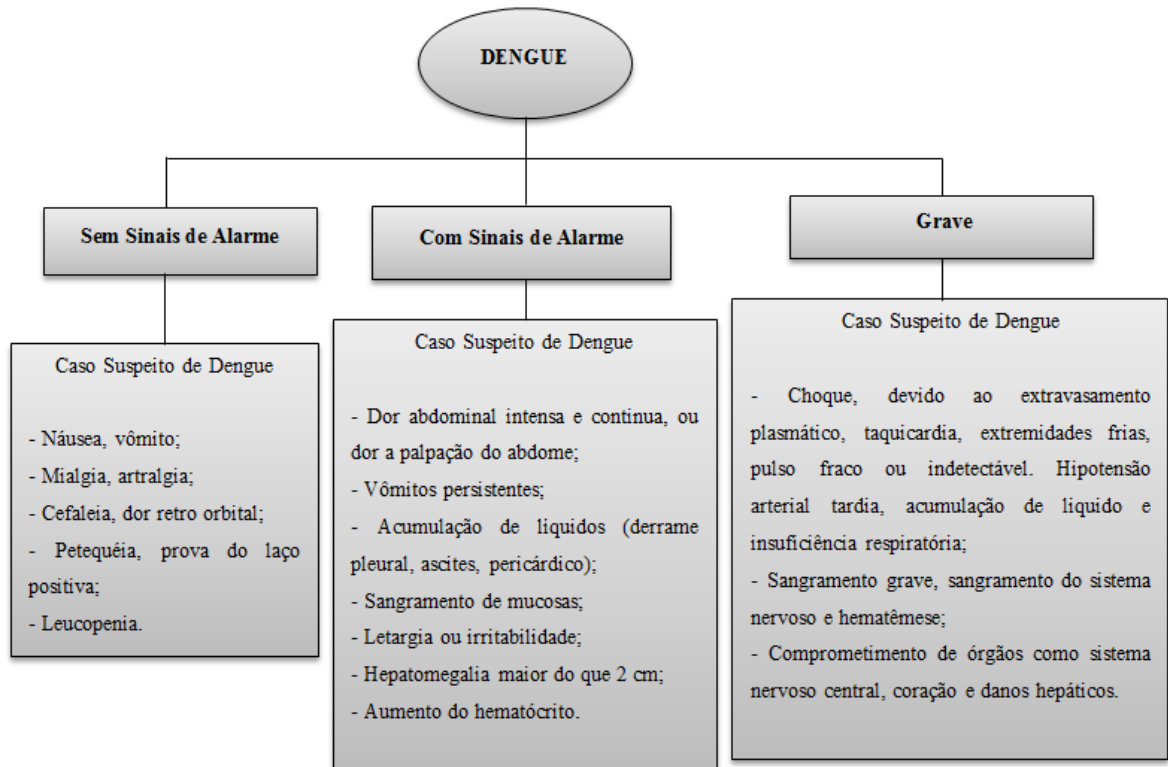 DENGUE
Sem Sinais de Alarme
Caso Suspeito de Dengue
- Náusea, vômito;
- Mialgia, artralgia;
- Cefaleia, dor retro orbital;
- Petequéia, prova do laço
positiva;
- Leucopenia.
Com Sinais de Alarme
Caso Suspeito de Dengue
- Dor abdominal intensa e continua, ou
dor a palpação do abdome;
- Vômitos persistentes;
- Acumulação de líquidos (derrame
pleural, ascites, pericárdico);
- Sangramento de mucosas;
- Letargia ou irritabilidade;
- Hepatomegalia maior do que 2 cm;
- Aumento do hematócrito.
Grave
Caso Suspeito de Dengue
- Choque, devido ao extravasamento
plasmático, taquicardia, extremidades frias,
pulso fraco ou indetectável. Hipotensão
arterial tardia, acumulação de liquido e
insuficiência respiratória;
- Sangramento grave, sangramento do sistema
nervoso e hematêmese;
- Comprometimento de órgãos como sistema
nervoso central, coração e danos hepáticos.